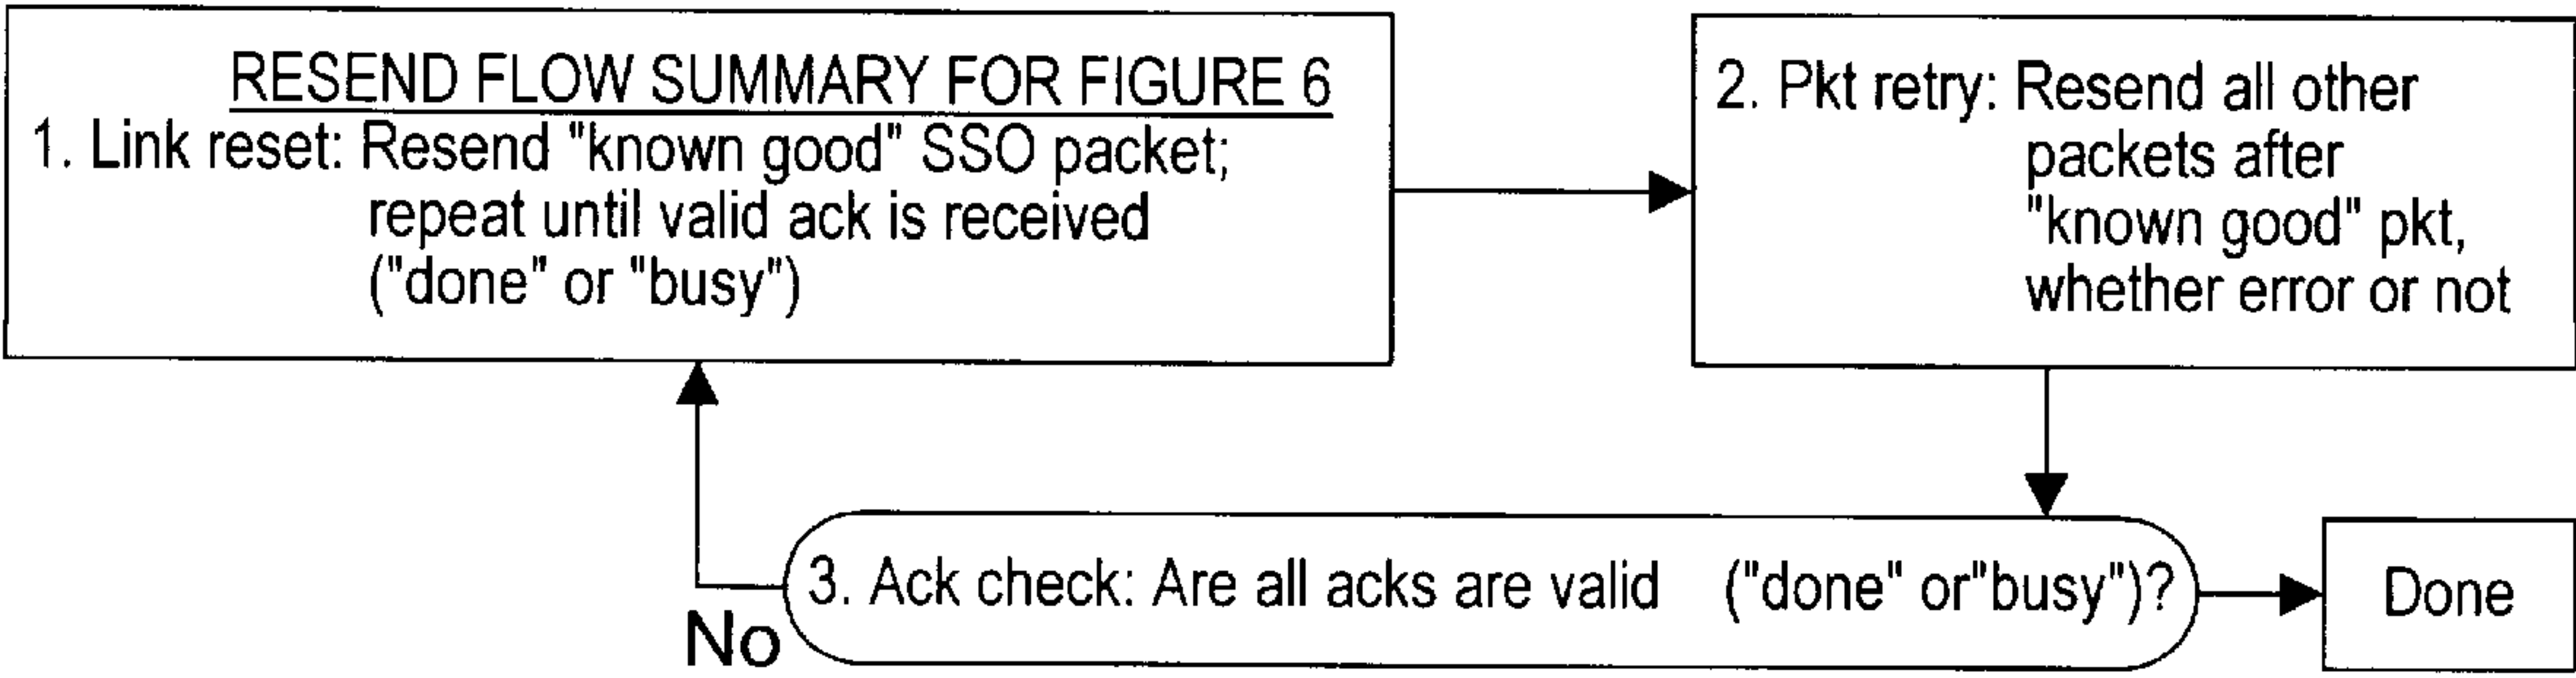 RESEND FLOW SUMMARY FOR FIGURE 6
1. Link reset: Resend "known good" SSO packet;
repeat until valid ack is received
("done" or "busy")
2. Pkt retry: Resend all other
packets after
"known good" pkt,
whether error or not
3. Ack check: Are all acks are valid ("done" or"busy")?
No
Done